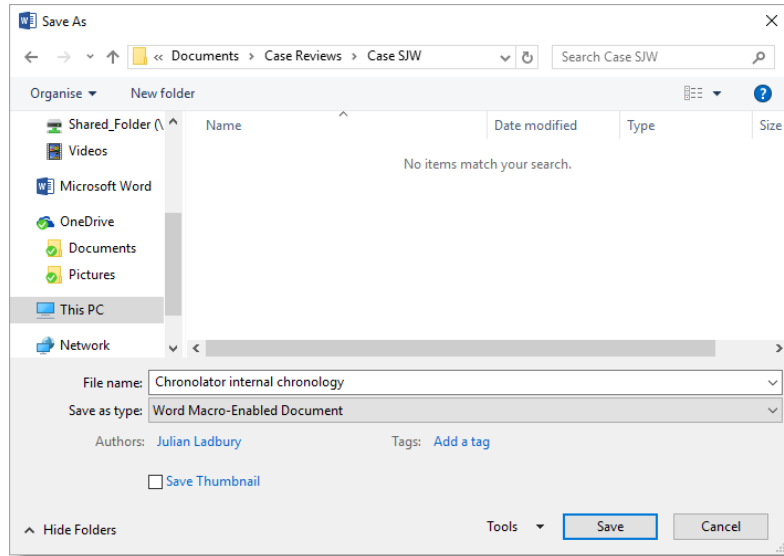 Save As
« Documents > Case Reviews > Case SJW
Search Case SJW
Organise
New folder
Shared_Folder (\
Videos
Microsoft Word
OneDrive
Documents
Pictures
This PC
Network
Name
Date modified
Type
Size
No items match your search.
File name: Chronolator internal chronology
Save as type: Word Macro-Enabled Document
Authors: Julian Ladbury
Tags: Add a tag
Save Thumbnail
Hide Folders
Tools
Save
Cancel